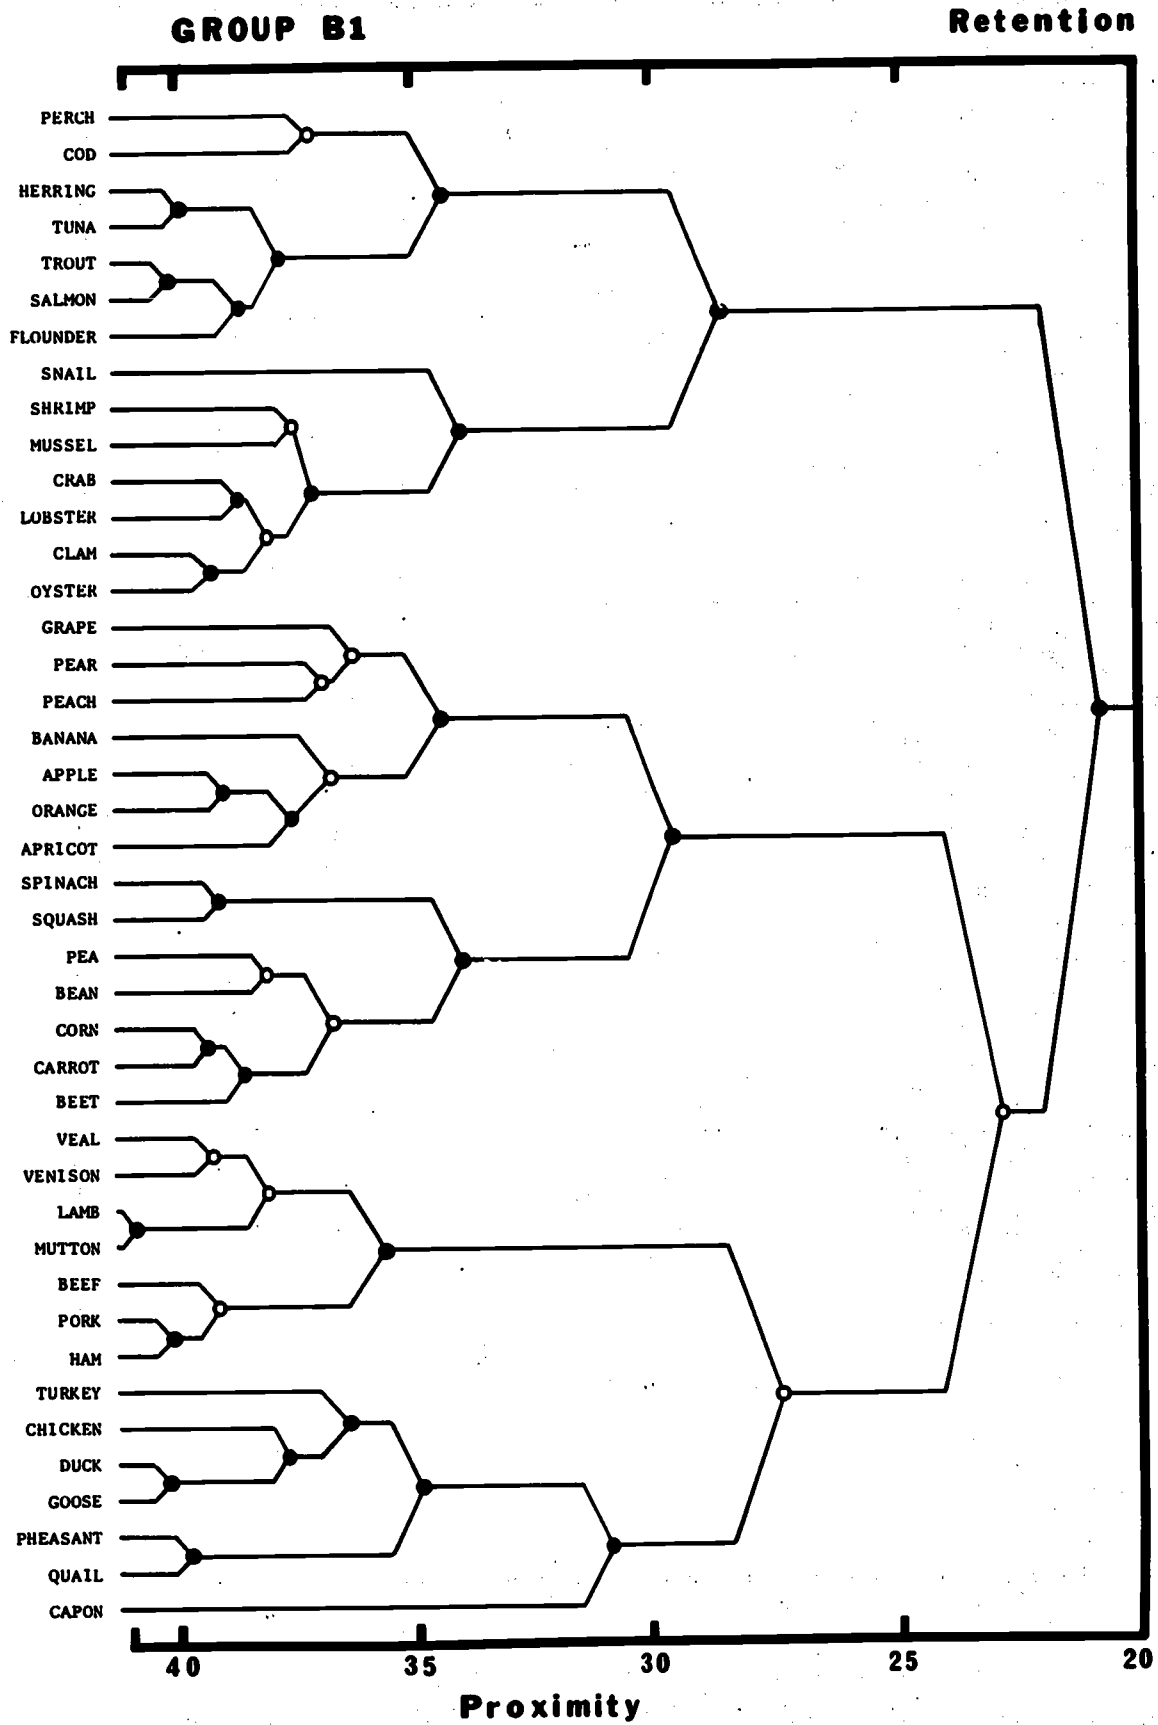 GROUP B1
Retention
PERCH
COD
HERRING
TUNA
TROUT
SALMON
FLOUNDER
SNAIL
SHRIMP
MUSSEL
CRAB
LOBSTER
CLAM
OYSTER
GRAPE
PEAR
PEACH
BANANA
APPLE
ORANGE
APRICOT
SPINACH
SQUASH
PEA
BEAN
CORN
CARROT
BEET
VEAL
VENISON
LAMB
MUTTON
BEEF
PORK
HAM
TURKEY
CHICKEN
DUCK
GOOSE
PHEASANT
QUAIL
CAPON
40 35 30 25 20
Proximity